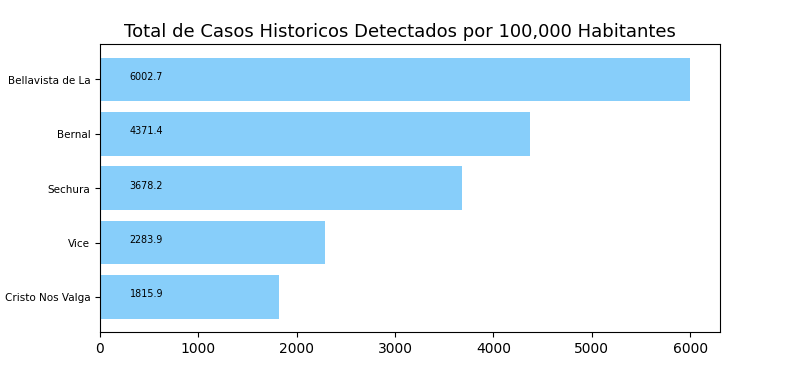 Total de Casos Historicos Detectados por 100,000 Habitantes
Bellavista de La
6002.7
Bernal
4371.4
Sechura
3678.2
Vice
2283.9
Cristo Nos Valga
1815.9
0 1000 2000 3000 4000 5000 6000